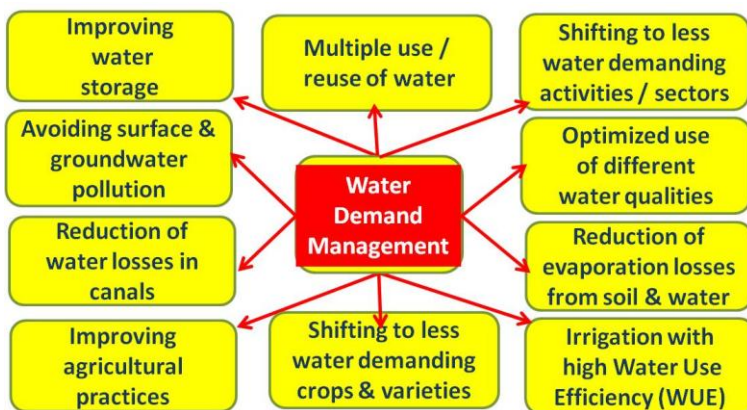 Improving
water
storage
Multiple use /
reuse of water
Shifting to less
water demanding
activities / sectors
Avoiding surface &
groundwater
pollution
Water
Demand
Management
Optimized use
of different
water qualities
Reduction of
water losses in
canals
Reduction of
evaporation losses
from soil & water
Improving
agricultural
practices
Shifting to less
water demanding
crops & varieties
Irrigation with
high Water Use
Efficiency (WUE)